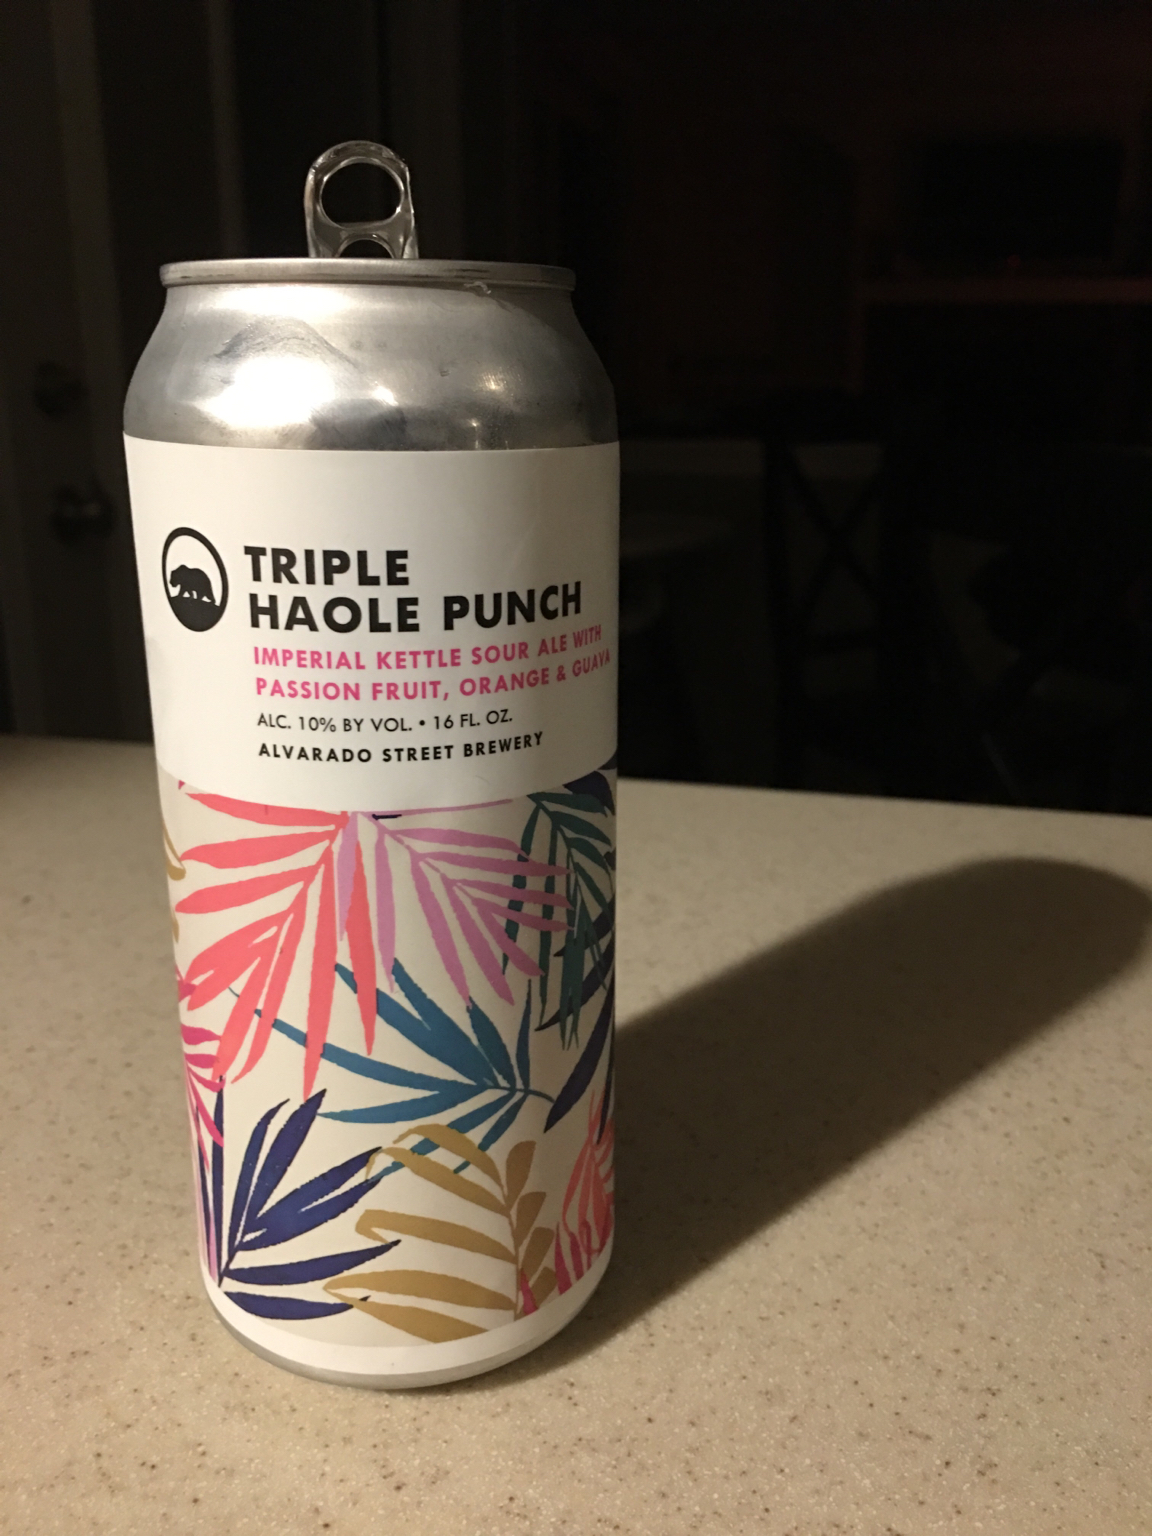 TRIPLE
HAOLE PUNCH
IMPERIAL KETTLE SOUR ALE WITH
PASSION FRUIT, ORANGE & GUAVA
ALC. 10% BY VOL. • 16 FL. OZ.
ALVARADO STREET BREWERY